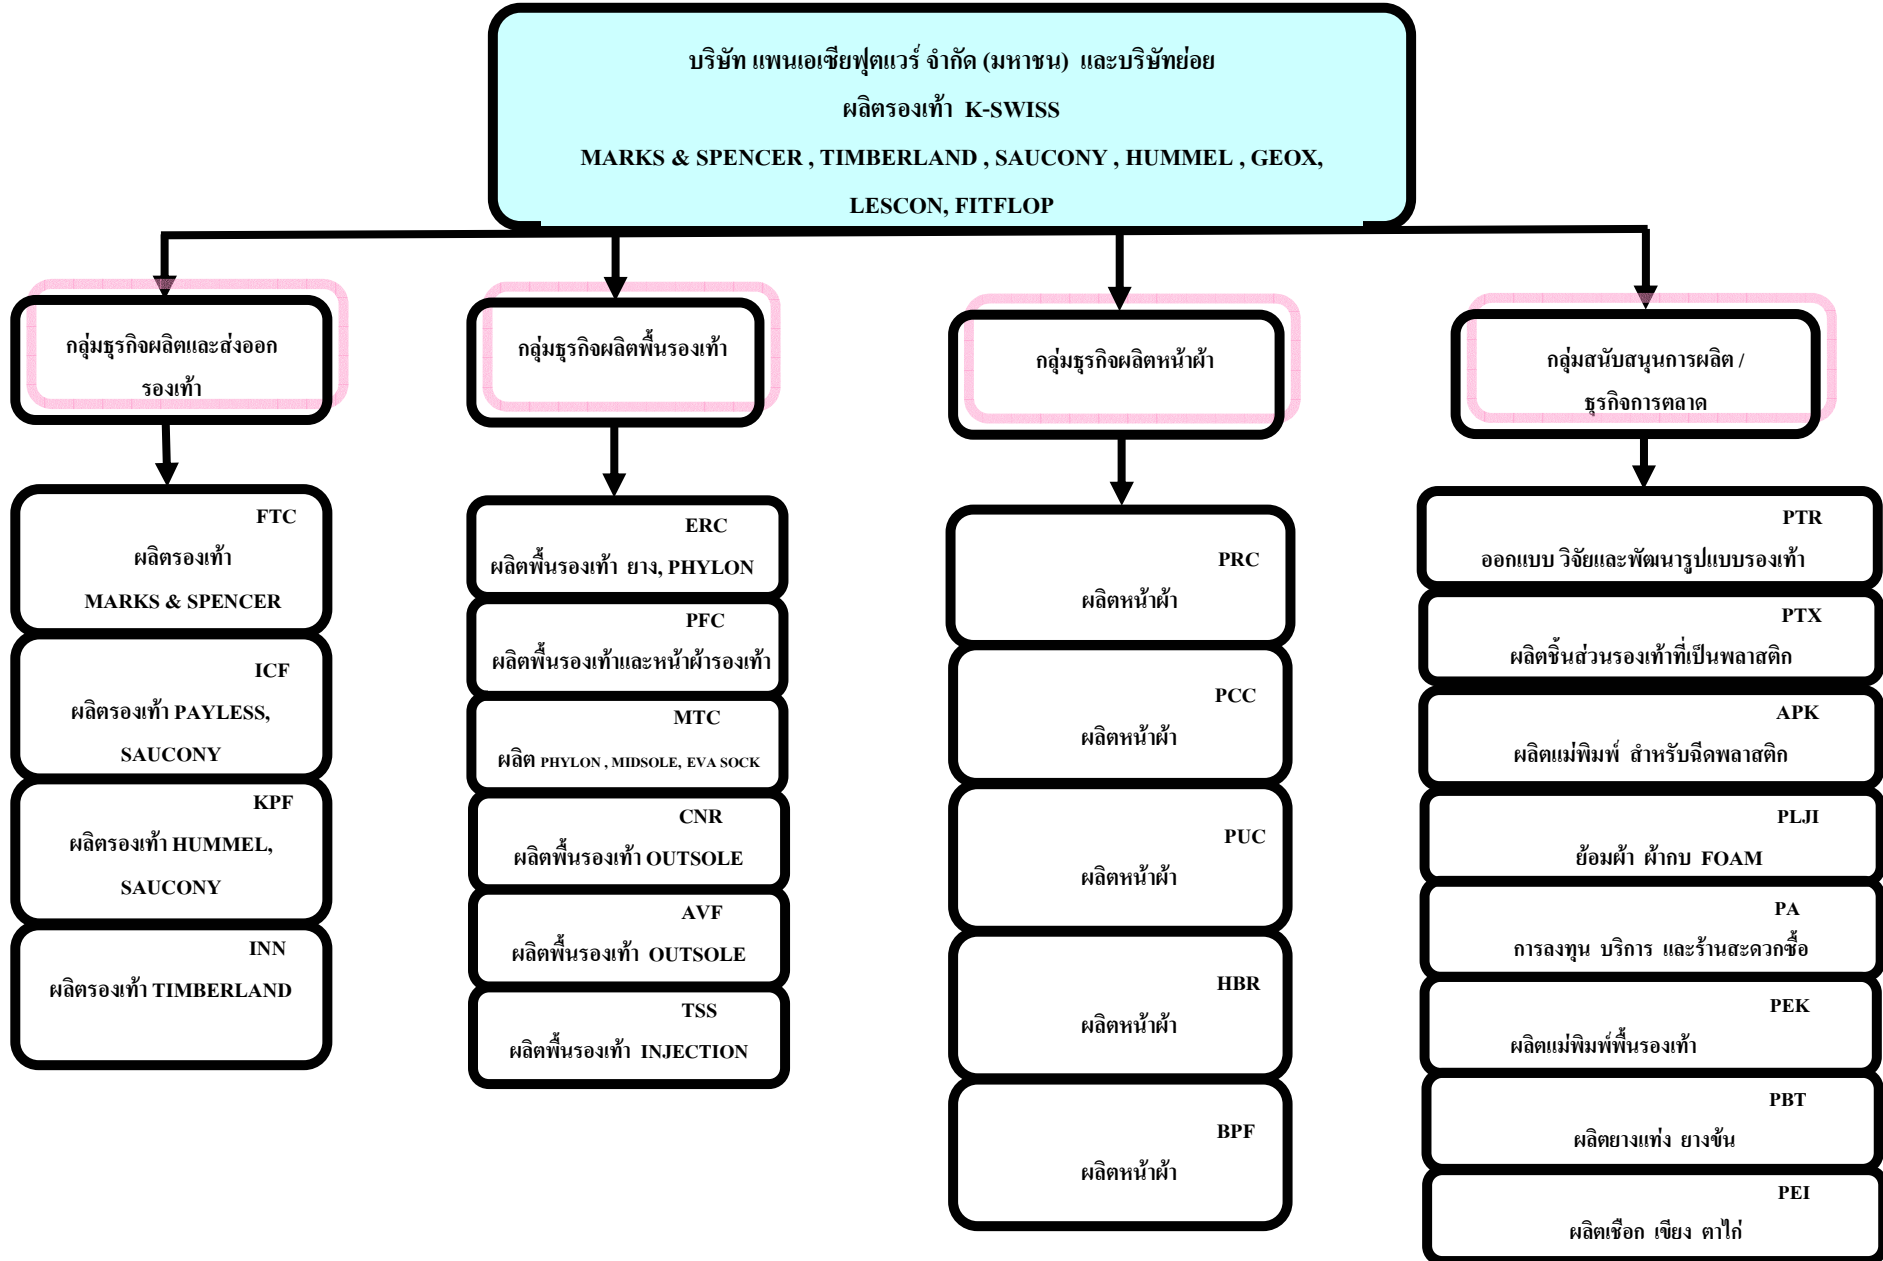 บริษัท แพนเอเซียฟุตแวร์ จำกัด (มหาชน) และบริษัทย่อย
ผลิตรองเท้า K-SWISS
MARKS & SPENCER , TIMBERLAND , SAUCONY , HUMMEL , GEOX,
LESCON, FITFLOP
กลุ่มธุรกิจผลิตและส่งออก
รองเท้า
FTC
ผลิตรองเท้า
MARKS & SPENCER
ICF
ผลิตรองเท้า PAYLESS,
SAUCONY
KPF
ผลิตรองเท้า HUMMEL,
SAUCONY
INN
ผลิตรองเท้า TIMBERLAND
กลุ่มธุรกิจผลิตพื้นรองเท้า
ERC
ผลิตพื้นรองเท้า ยาง, PHYLON
PFC
ผลิตพื้นรองเท้าและหน้าผ้ารองเท้า
MTC
ผลิต PHYLON , MIDSOLE, EVA SOCK
CNR
ผลิตพื้นรองเท้า OUTSOLE
AVF
ผลิตพื้นรองเท้า OUTSOLE
TSS
ผลิตพื้นรองเท้า INJECTION
กลุ่มธุรกิจผลิตหน้าผ้า
PRC
ผลิตหน้าผ้า
PCC
ผลิตหน้าผ้า
PUC
ผลิตหน้าผ้า
HBR
ผลิตหน้าผ้า
BPF
ผลิตหน้าผ้า
กลุ่มสนับสนุนการผลิต /
ธุรกิจการตลาด
PTR
ออกแบบ วิจัยและพัฒนารูปแบบรองเท้า
PTX
ผลิตชิ้นส่วนรองเท้าที่เป็นพลาสติก
APK
ผลิตแม่พิมพ์ สำหรับฉีดพลาสติก
PLJI
ย้อมผ้า ผ้ากบ FOAM
PA
การลงทุน บริการ และร้านสะดวกซื้อ
PEK
ผลิตแม่พิมพ์พื้นรองเท้า
PBT
ผลิตยางแท่ง ยางข้น
PEI
ผลิตเชือก เขียง ตาไก่